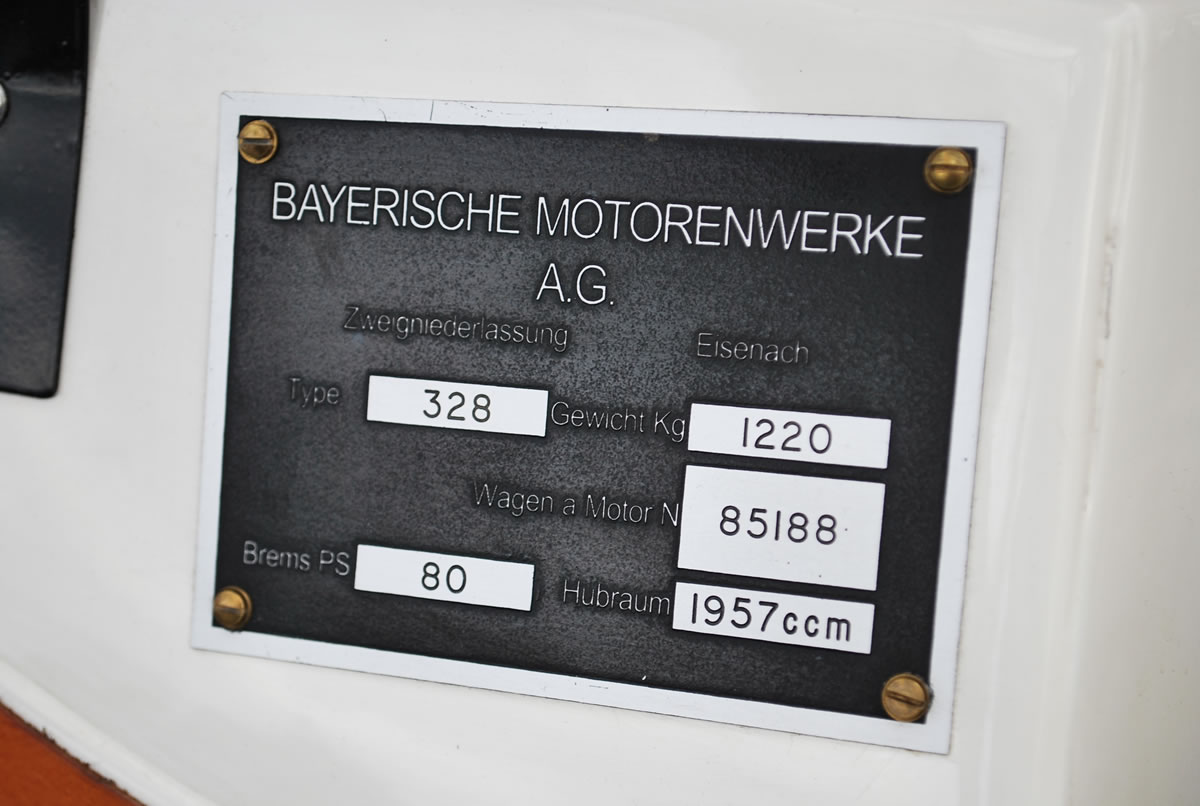 BAYERISCHE MOTORENWERKE
A.G.
Zweigniederlassung Eisenach
Type 328 Gewicht Kg 1220
Wagen a Motor N 85188
Brems PS 80 Hubraum 1957ccm